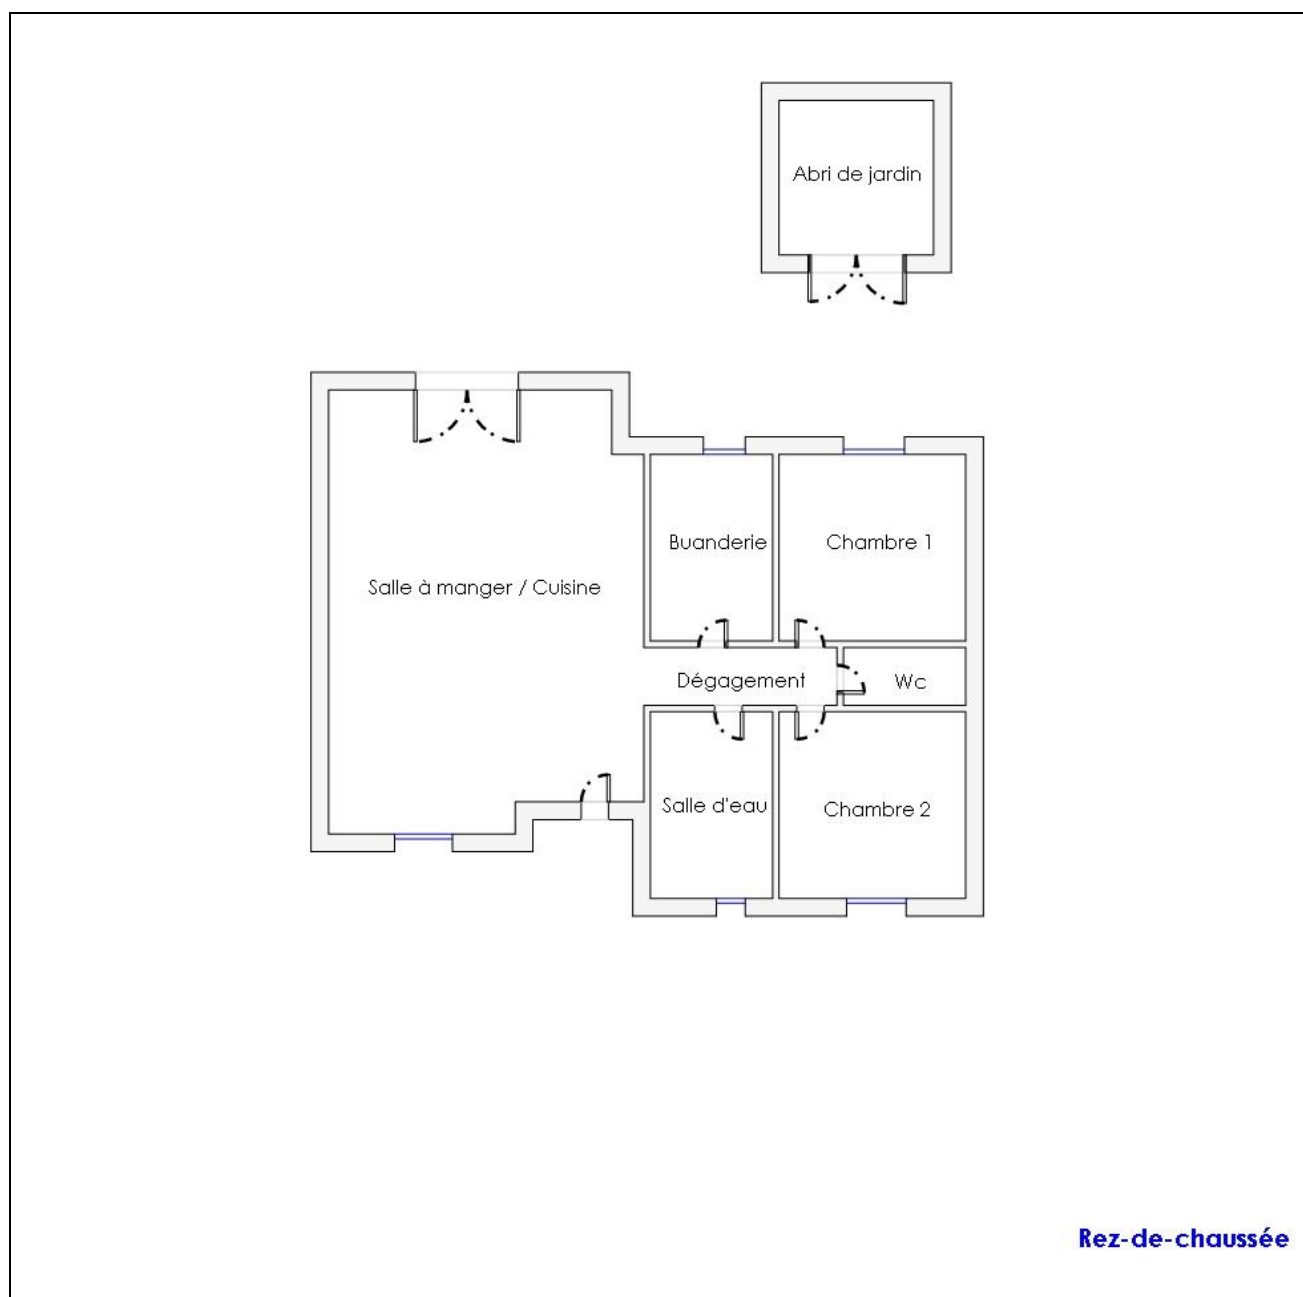 Abri de jardin
Buanderie
Chambre 1
Salle à manger / Cuisine
Dégagement
Wc
Salle d'eau
Chambre 2
Rez-de-chaussée